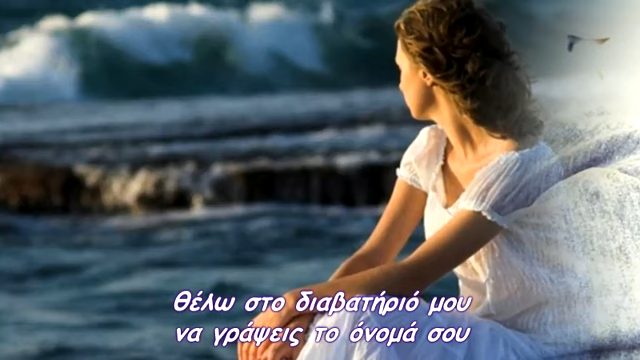 θέλω στο διαβατήριό μου
να γράψεις το όνομά σου